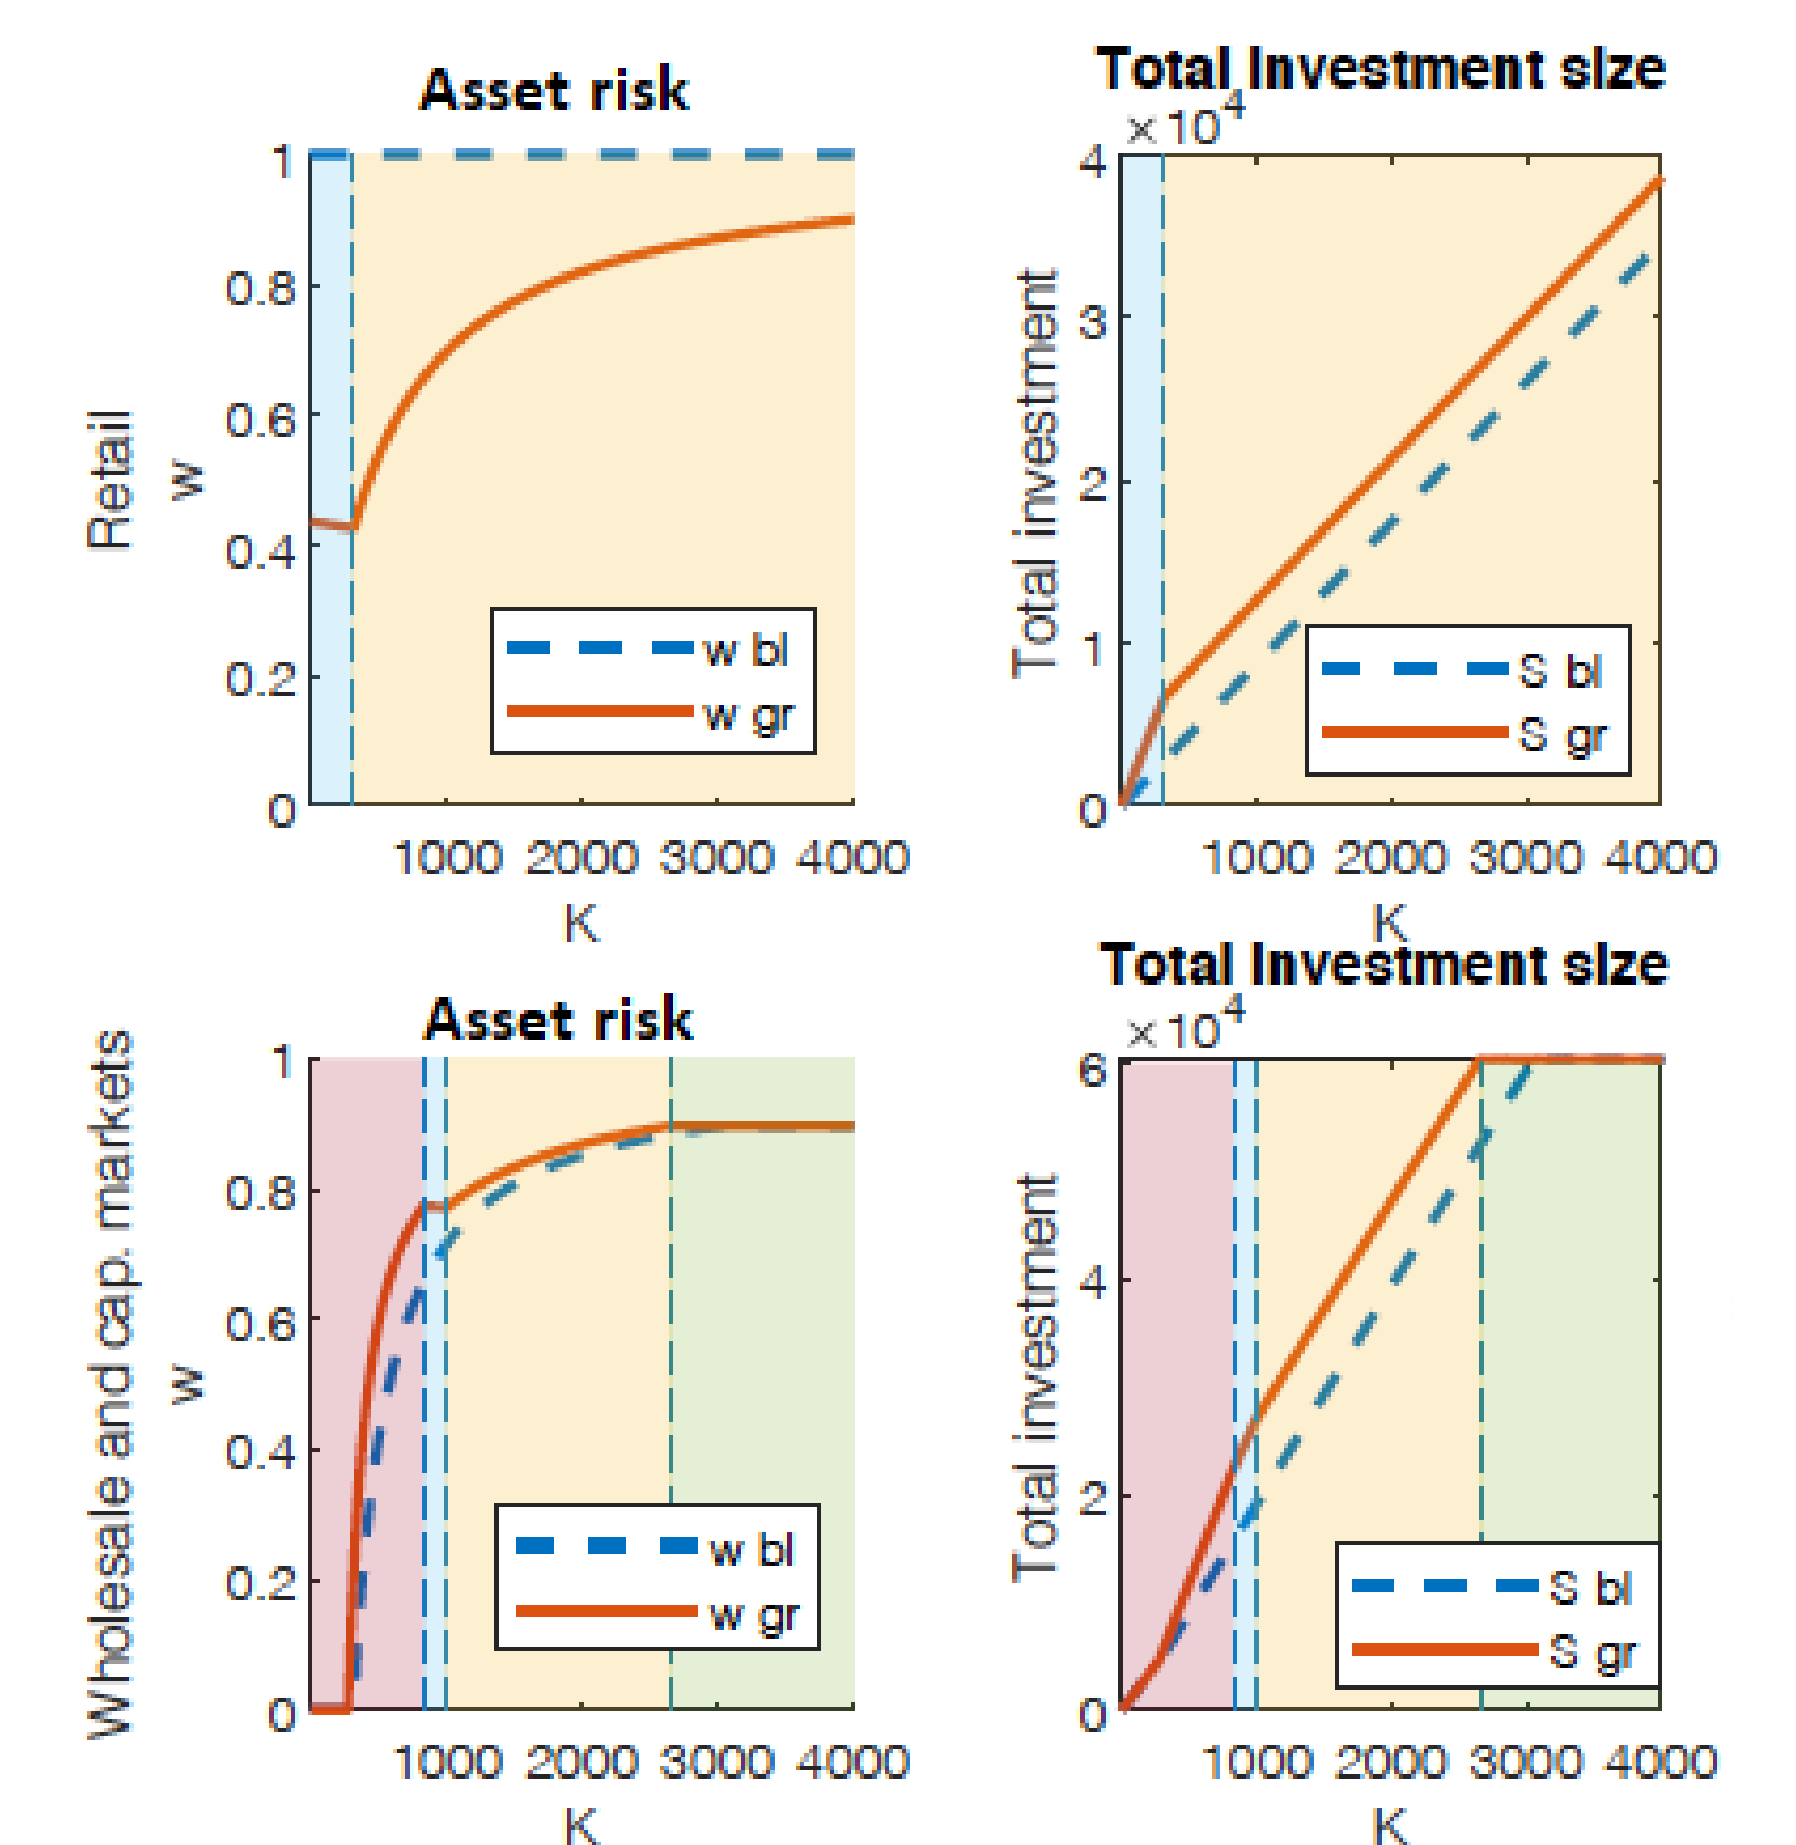 Asset risk
1
0.8
0.6
0.4
0.2
0
Retail
w
w bl
w gr
1000 2000 3000 4000
K
Total Investment size
×10^4
4
3
2
1
0
Total investment
S bl
S gr
1000 2000 3000 4000
K
Asset risk
1
0.8
0.6
0.4
0.2
0
Wholesale and cap. markets
w
w bl
w gr
1000 2000 3000 4000
K
Total Investment size
×10^4
6
4
2
0
Total investment
S bl
S gr
1000 2000 3000 4000
K